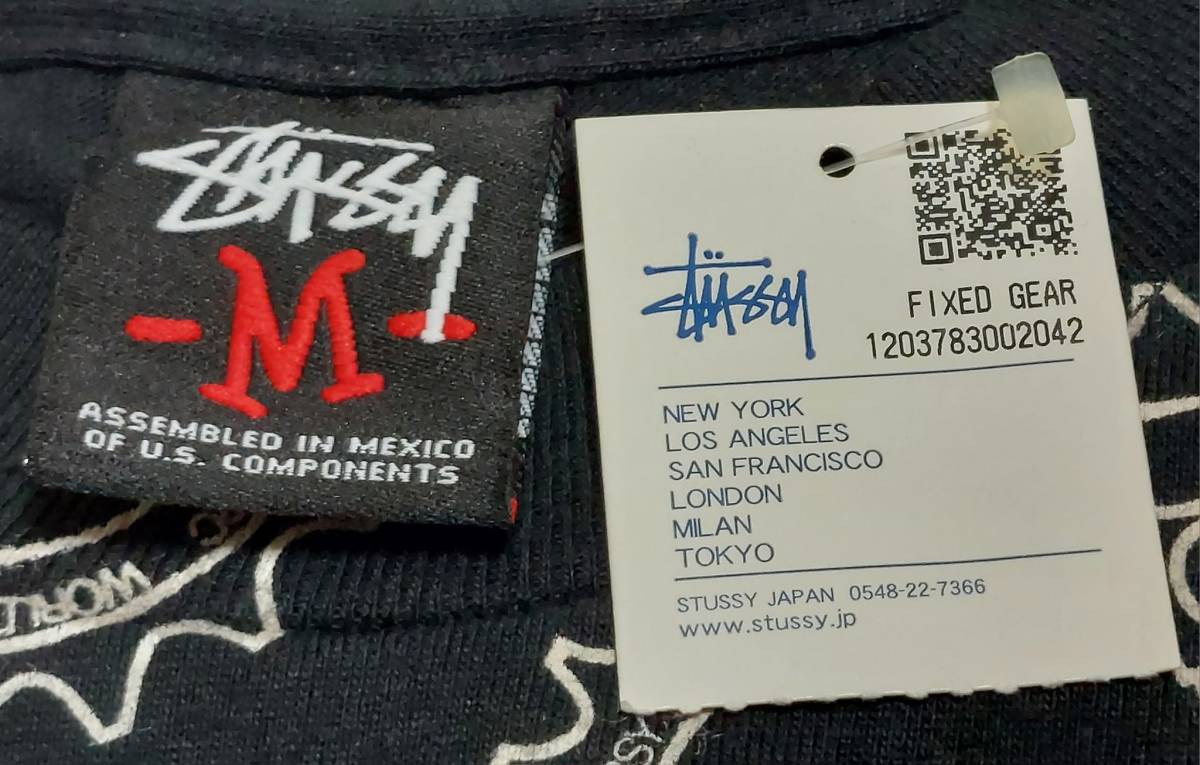 STÜSSY
- M -
ASSEMBLED IN MEXICO
OF U.S. COMPONENTS
STÜSSY
FIXED GEAR
1203783002042
NEW YORK
LOS ANGELES
SAN FRANCISCO
LONDON
MILAN
TOKYO
STUSSY JAPAN 0548-22-7366
www.stussy.jp
WORLD